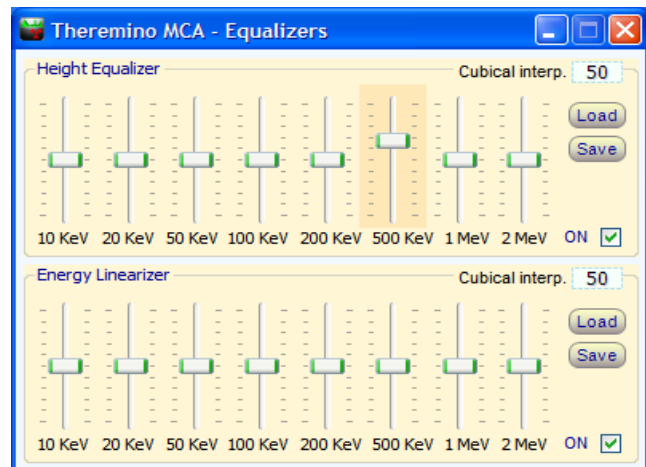 Theremino MCA - Equalizers
Height Equalizer Cubical interp. 50
Load
Save
10 KeV 20 KeV 50 KeV 100 KeV 200 KeV 500 KeV 1 MeV 2 MeV ON
Energy Linearizer Cubical interp. 50
Load
Save
10 KeV 20 KeV 50 KeV 100 KeV 200 KeV 500 KeV 1 MeV 2 MeV ON